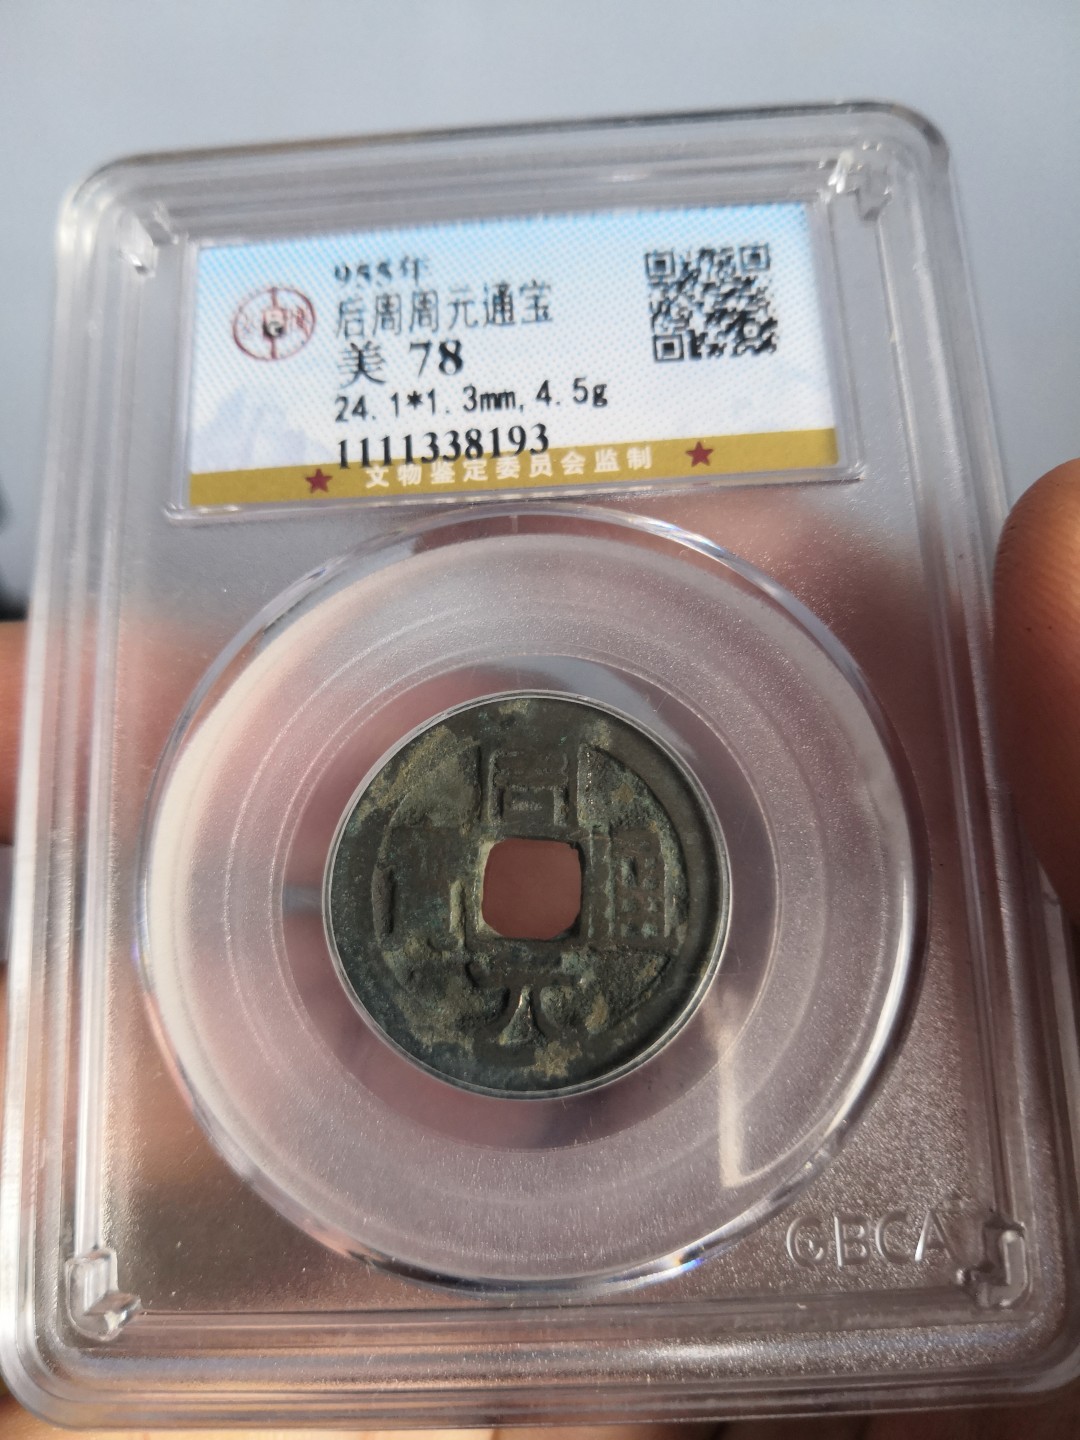 955年
后周周元通宝
美 78
24.1*1.3mm,4.5g
1111338193
文物鉴定委员会监制
周元通
GBCA